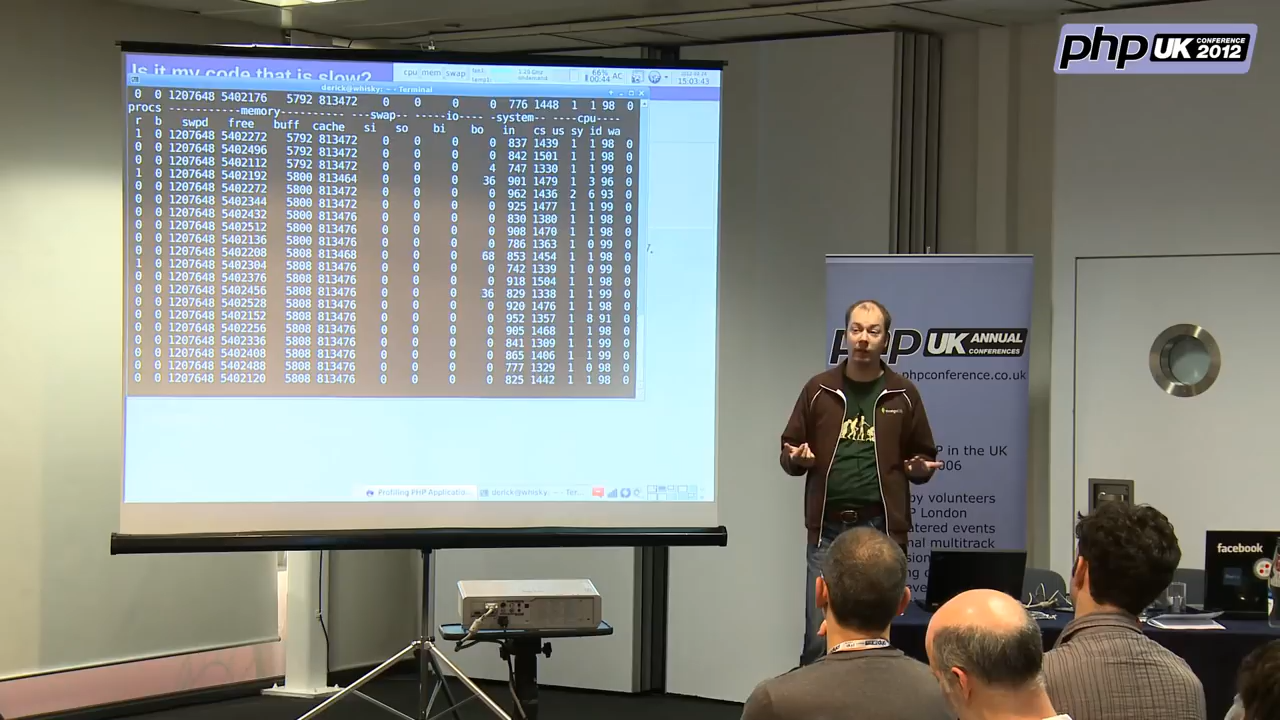 php UK CONFERENCE 2012
Is it my code that is slow?
cpu mem swap
66%
00:44 AC
15:03:43
derick@whisky: ~ - Terminal
0 0 1207648 5402176 5792 813472 0 0 0 0 776 1448 1 1 98 0
procs -----------memory---------- ---swap-- -----io---- -system-- ----cpu----
r b swpd free buff cache si so bi bo in cs us sy id wa
1 0 1207648 5402272 5792 813472 0 0 0 0 837 1439 1 1 98 0
0 0 1207648 5402496 5792 813472 0 0 0 0 842 1501 1 1 98 0
0 0 1207648 5402112 5792 813472 0 0 0 4 747 1330 1 1 99 0
1 0 1207648 5402192 5800 813464 0 0 0 36 901 1479 1 3 96 0
0 0 1207648 5402272 5800 813472 0 0 0 0 962 1436 2 6 93 0
0 0 1207648 5402344 5800 813472 0 0 0 0 925 1477 1 1 99 0
0 0 1207648 5402432 5800 813476 0 0 0 0 830 1380 1 1 98 0
0 0 1207648 5402512 5800 813476 0 0 0 0 908 1470 1 1 98 0
0 0 1207648 5402136 5800 813476 0 0 0 0 786 1363 1 0 99 0
0 0 1207648 5402208 5808 813468 0 0 0 68 853 1454 1 1 98 0
1 0 1207648 5402304 5808 813476 0 0 0 0 742 1339 1 0 99 0
0 0 1207648 5402376 5808 813476 0 0 0 0 918 1504 1 1 98 0
0 0 1207648 5402456 5808 813476 0 0 0 36 829 1338 1 1 99 0
0 0 1207648 5402528 5808 813476 0 0 0 0 920 1476 1 1 98 0
0 0 1207648 5402152 5808 813476 0 0 0 0 952 1357 1 8 91 0
0 0 1207648 5402256 5808 813476 0 0 0 0 905 1468 1 1 98 0
0 0 1207648 5402336 5808 813476 0 0 0 0 841 1309 1 1 99 0
0 0 1207648 5402408 5808 813476 0 0 0 0 865 1406 1 1 99 0
0 0 1207648 5402488 5808 813476 0 0 0 0 777 1329 1 0 99 0
0 0 1207648 5402120 5808 813476 0 0 0 0 825 1442 1 1 98 0
Profiling PHP Applicatio... derick@whisky: ~ - Ter...
PHP UK ANNUAL CONFERENCES
phpconference.co.uk
P in the UK
006
by volunteers
P London
atered events
nal multitrack
facebook